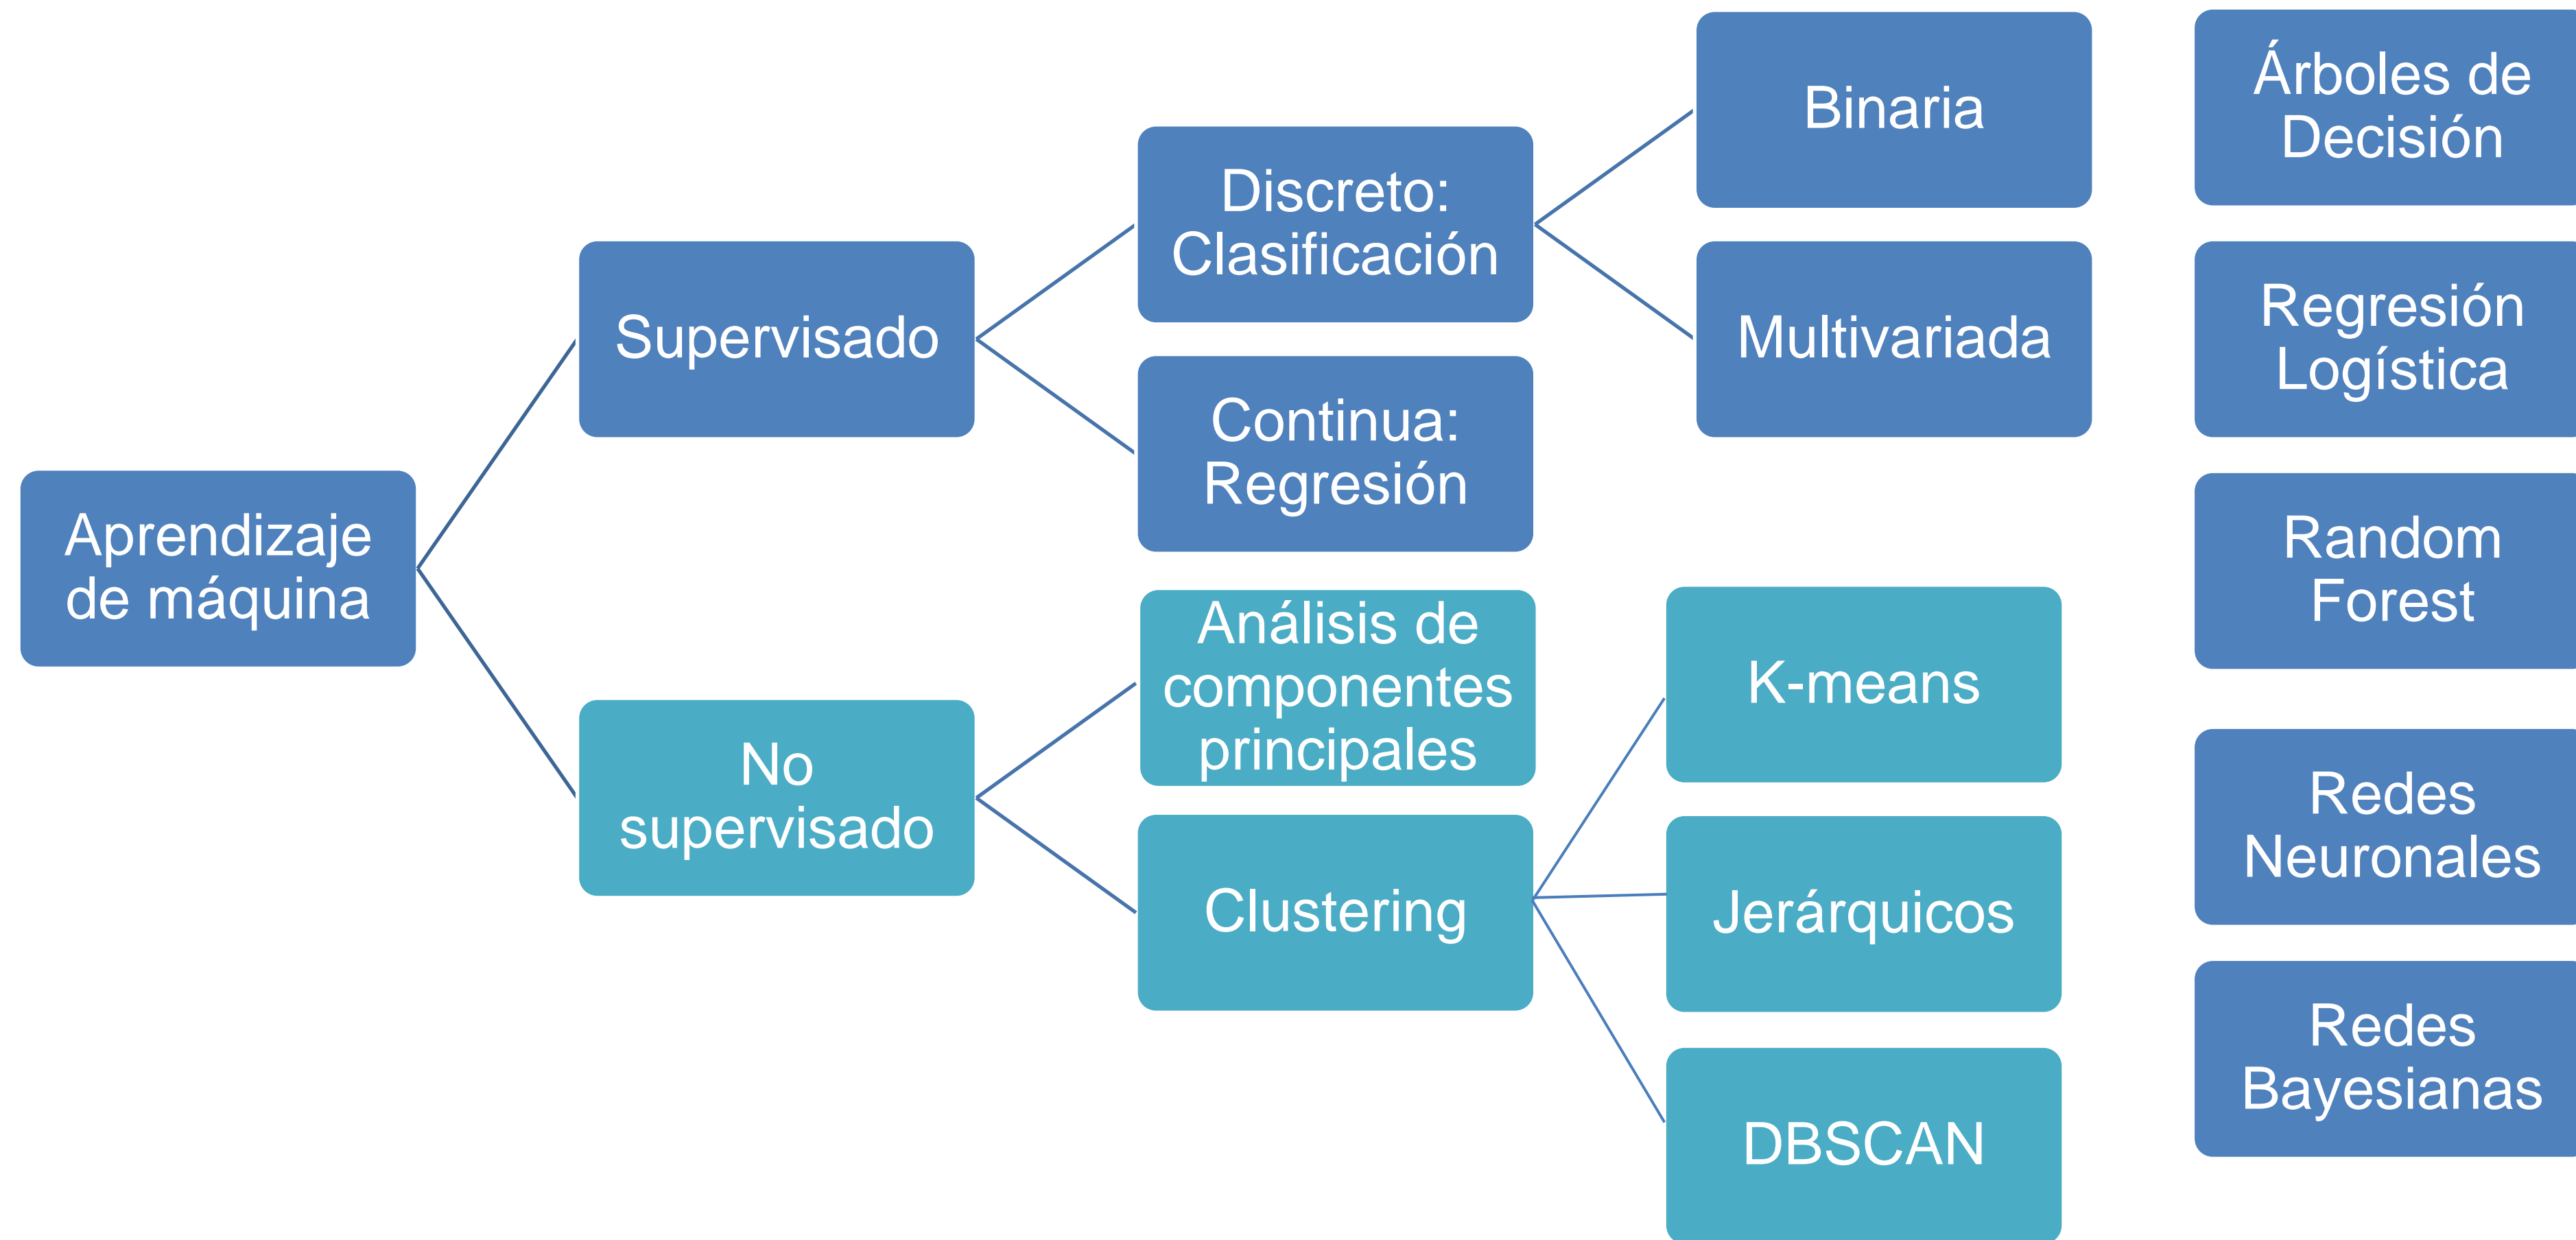 Aprendizaje
de máquina
Supervisado
No
supervisado
Discreto:
Clasificación
Continua:
Regresión
Análisis de
componentes
principales
Clustering
Binaria
Multivariada
K-means
Jerárquicos
DBSCAN
Árboles de
Decisión
Regresión
Logística
Random
Forest
Redes
Neuronales
Redes
Bayesianas